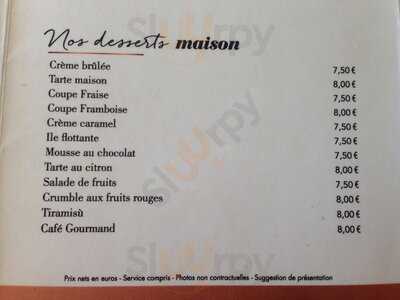 Nos desserts maison
Crème brûlée 7,50 €
Tarte maison 8,00 €
Coupe Fraise 7,50 €
Coupe Framboise 8,00 €
Crème caramel 7,50 €
Ile flottante 7,50 €
Mousse au chocolat 7,50 €
Tarte au citron 8,00 €
Salade de fruits 7,50 €
Crumble aux fruits rouges 8,00 €
Tiramisù 8,00 €
Café Gourmand 8,00 €
Prix nets en euros - Service compris - Photos non contractuelles - Suggestion de présentation
Sluurpy
Sluurpy
Sluurpy